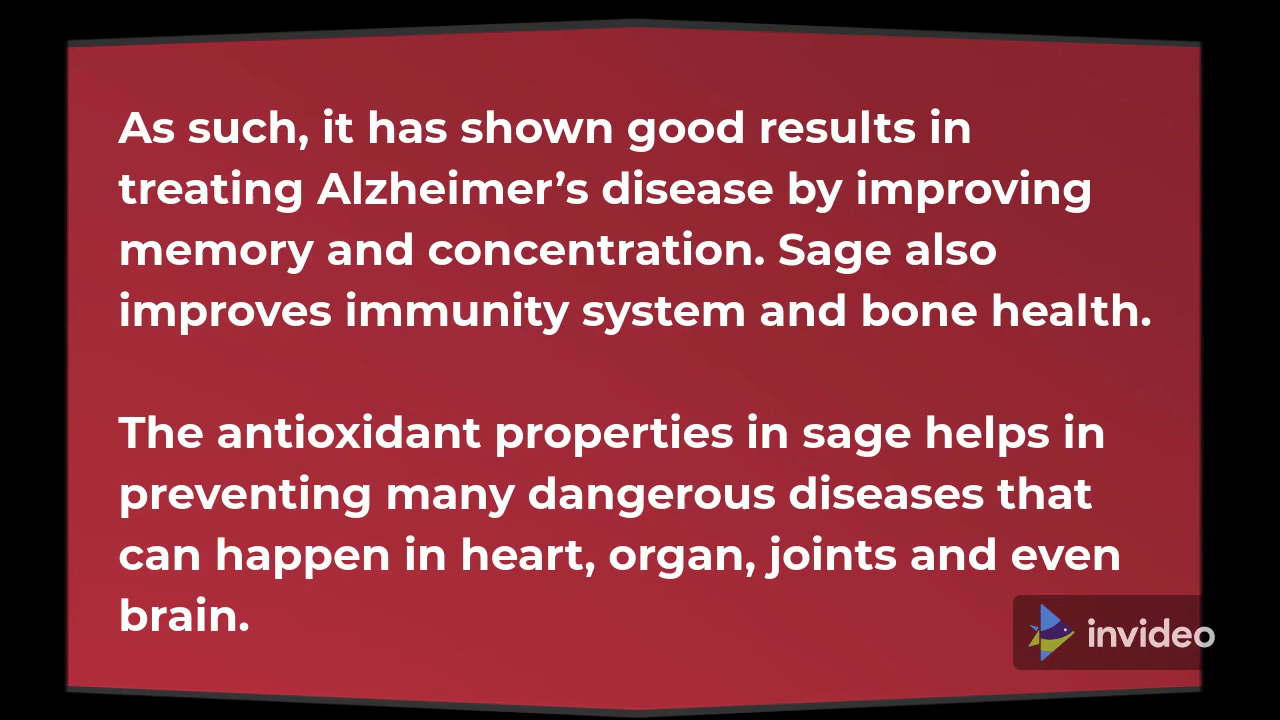 As such, it has shown good results in
treating Alzheimer’s disease by improving
memory and concentration. Sage also
improves immunity system and bone health.
The antioxidant properties in sage helps in
preventing many dangerous diseases that
can happen in heart, organ, joints and even
brain.
invideo